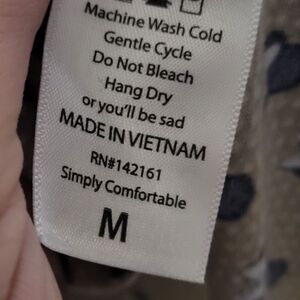 Machine Wash Cold
Gentle Cycle
Do Not Bleach
Hang Dry
or you'll be sad
MADE IN VIETNAM
RN#142161
Simply Comfortable
M